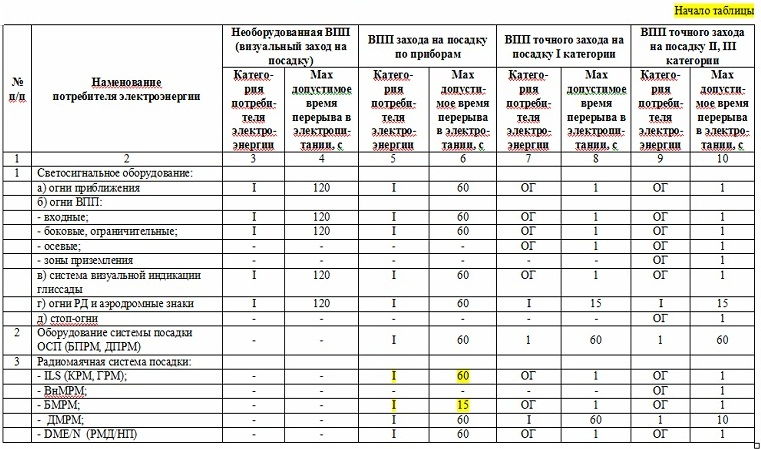 Начало таблицы
№ п/п | Наменование потребителя электроэнергии | Необорудованная ВПП (визуальный заход на посадку) | ВПП захода на посадку по приборам | ВПП точного захода на посадку I категории | ВПП точного захода на посадку II, III категории
Катего-рия потреби-теля электро-энергии | Max допустимое время перерыва в электропи-тании, с | Катего-рия потреби-теля электро-энергии | Max допусти-мое время перерыва в электропи-тании, с | Катего-рия потреби-теля электро-энергии | Max допустимое время перерыва в электропи-тании, с | Катего-рия потреби-теля электро-энергии | Max допусти-мое время перерыва в электропи-тании, с
1 | 2 | 3 | 4 | 5 | 6 | 7 | 8 | 9 | 10
1 | Светосигнальное оборудование:
а) огни приближения | I | 120 | I | 60 | ОГ | 1 | ОГ | 1
б) огни ВПП:
- входные; | I | 120 | I | 60 | ОГ | 1 | ОГ | 1
- боковые, ограничительные; | I | 120 | I | 60 | ОГ | 1 | ОГ | 1
- осевые; | - | - | - | - | ОГ | 1 | ОГ | 1
- зоны приземления | - | - | - | - | - | - | ОГ | 1
в) система визуальной индикации глиссады | I | 120 | I | 60 | ОГ | 1 | ОГ | 1
г) огни РД и аэродромные знаки | I | 120 | I | 60 | I | 15 | I | 15
д) стоп-огни | - | - | - | - | - | - | ОГ | 1
2 | Оборудование системы посадки ОСП (БПРМ, ДПРМ) | - | - | I | 60 | 1 | 60 | 1 | 60
3 | Радиомаячная система посадки:
- ILS (КРМ, ГРМ); | - | - | I | 60 | ОГ | 1 | ОГ | 1
- ВнМРМ; | - | - | - | - | - | - | ОГ | 1
- БМРМ; | - | - | I | 15 | ОГ | 1 | ОГ | 1
- ДМРМ; | - | - | I | 60 | I | 60 | 1 | 10
- DME/N (РМД/НП) | - | - | I | 60 | ОГ | 1 | ОГ | 1